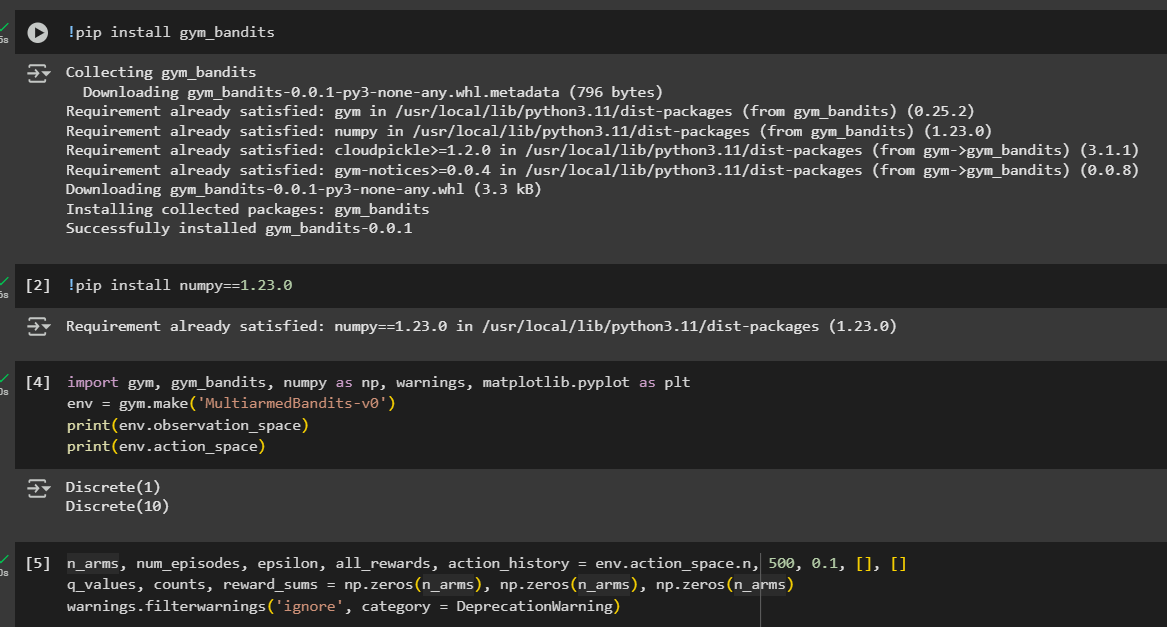 !pip install gym_bandits
5s
Collecting gym_bandits
Downloading gym_bandits-0.0.1-py3-none-any.whl.metadata (796 bytes)
Requirement already satisfied: gym in /usr/local/lib/python3.11/dist-packages (from gym_bandits) (0.25.2)
Requirement already satisfied: numpy in /usr/local/lib/python3.11/dist-packages (from gym_bandits) (1.23.0)
Requirement already satisfied: cloudpickle>=1.2.0 in /usr/local/lib/python3.11/dist-packages (from gym->gym_bandits) (3.1.1)
Requirement already satisfied: gym-notices>=0.0.4 in /usr/local/lib/python3.11/dist-packages (from gym->gym_bandits) (0.0.8)
Downloading gym_bandits-0.0.1-py3-none-any.whl (3.3 kB)
Installing collected packages: gym_bandits
Successfully installed gym_bandits-0.0.1
[2] !pip install numpy==1.23.0
Requirement already satisfied: numpy==1.23.0 in /usr/local/lib/python3.11/dist-packages (1.23.0)
[4] import gym, gym_bandits, numpy as np, warnings, matplotlib.pyplot as plt
0s
env = gym.make('MultiarmedBandits-v0')
print(env.observation_space)
print(env.action_space)
Discrete(1)
Discrete(10)
[5] n_arms, num_episodes, epsilon, all_rewards, action_history = env.action_space.n, 500, 0.1, [], []
0s
q_values, counts, reward_sums = np.zeros(n_arms), np.zeros(n_arms), np.zeros(n_arms)
warnings.filterwarnings('ignore', category = DeprecationWarning)